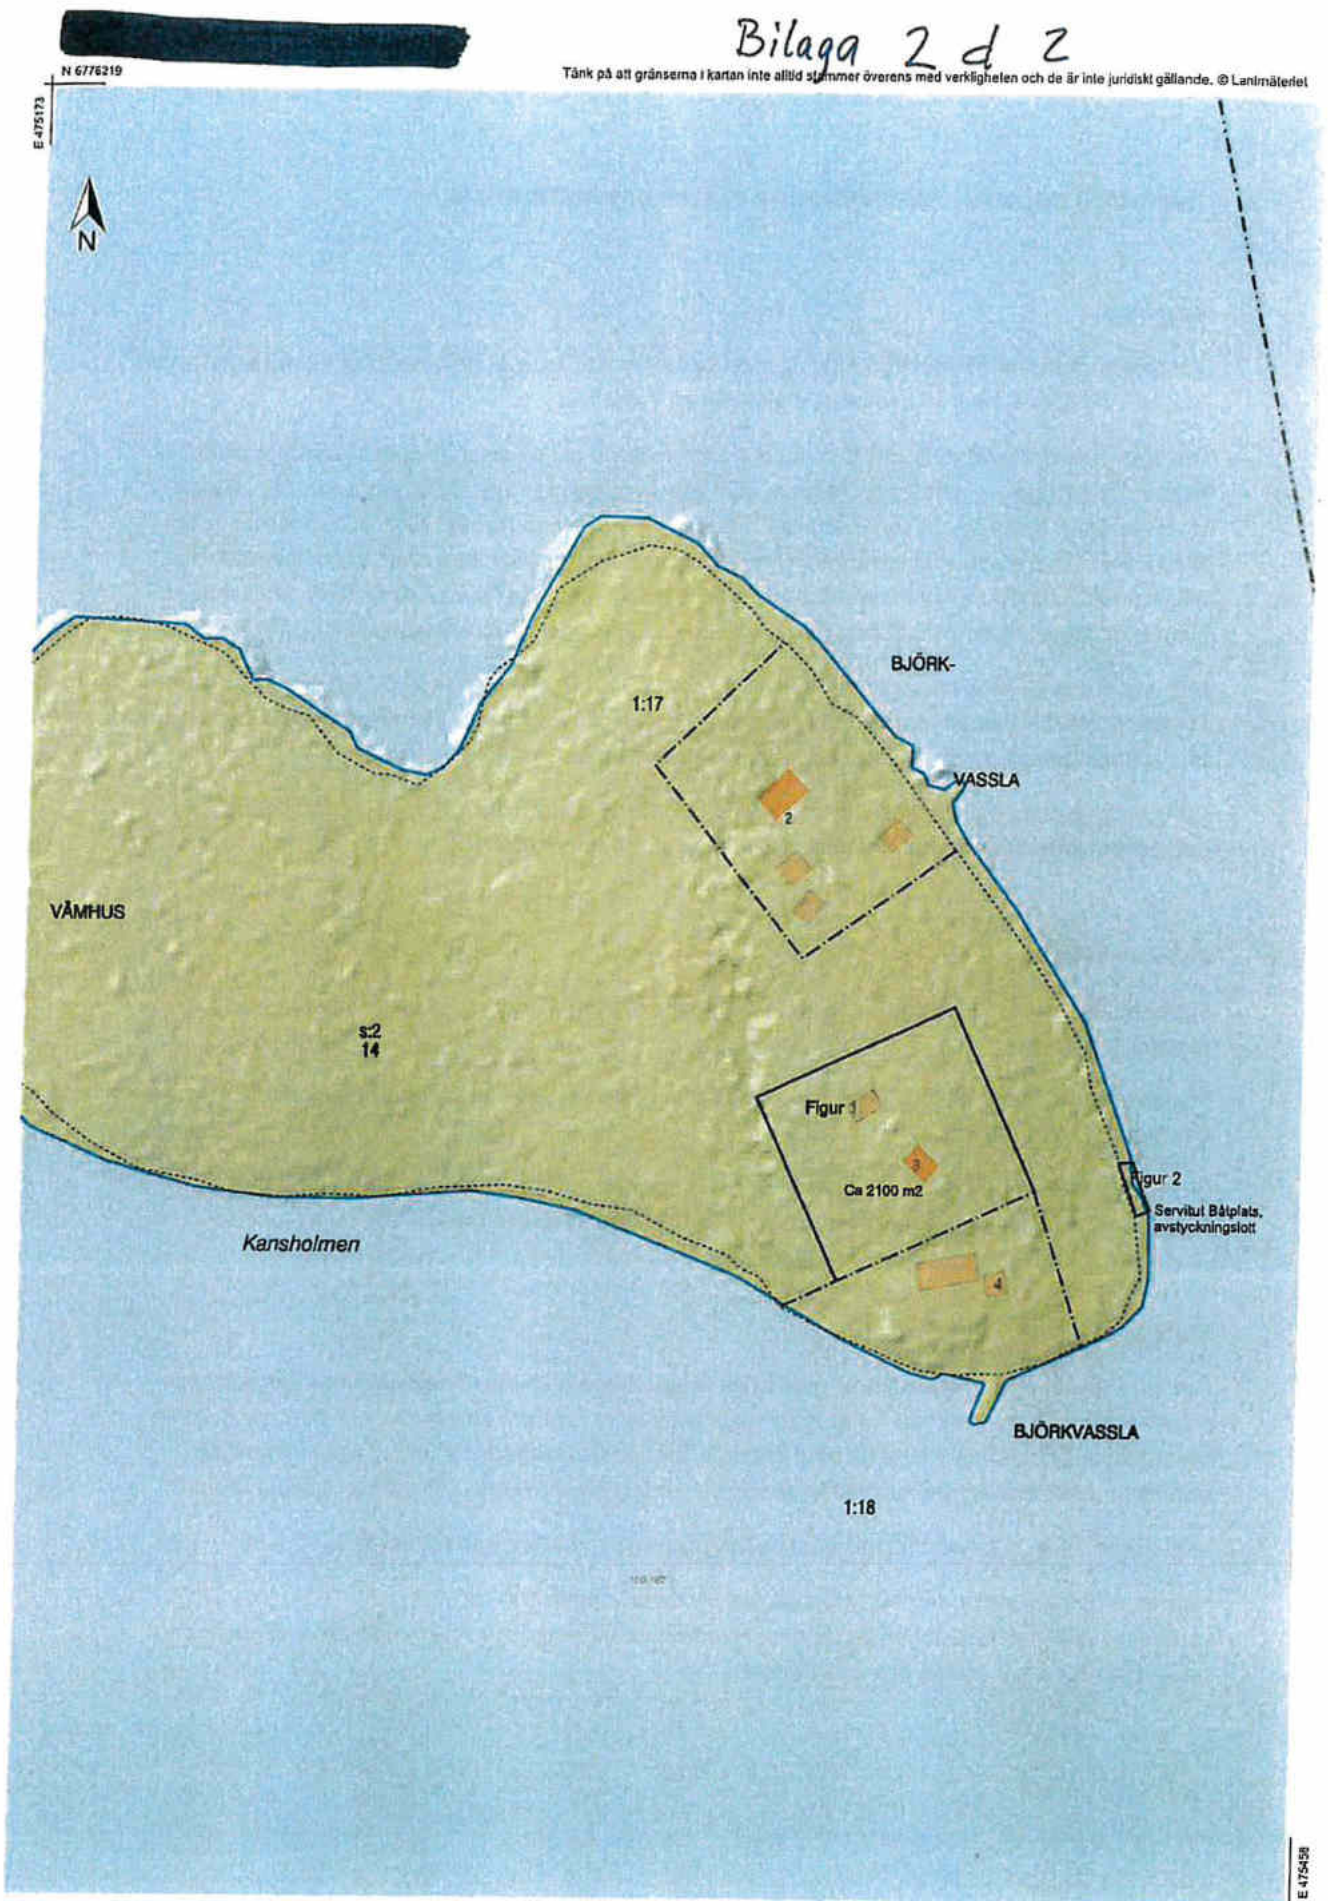 Bilaga 2 d 2
N 6776219
Tänk på att gränserna i kartan inte alltid stämmer överens med verkligheten och de är inte juridiskt gällande. © Lantmäteriet
E 475173
N
BJÖRK-
1:17
VASSLA
2
VÅMHUS
s:2
14
Figur 1
3
Ca 2100 m2
Figur 2
Servitut Båtplats,
avstyckningslott
Kansholmen
4
BJÖRKVASSLA
1:18
E 475458